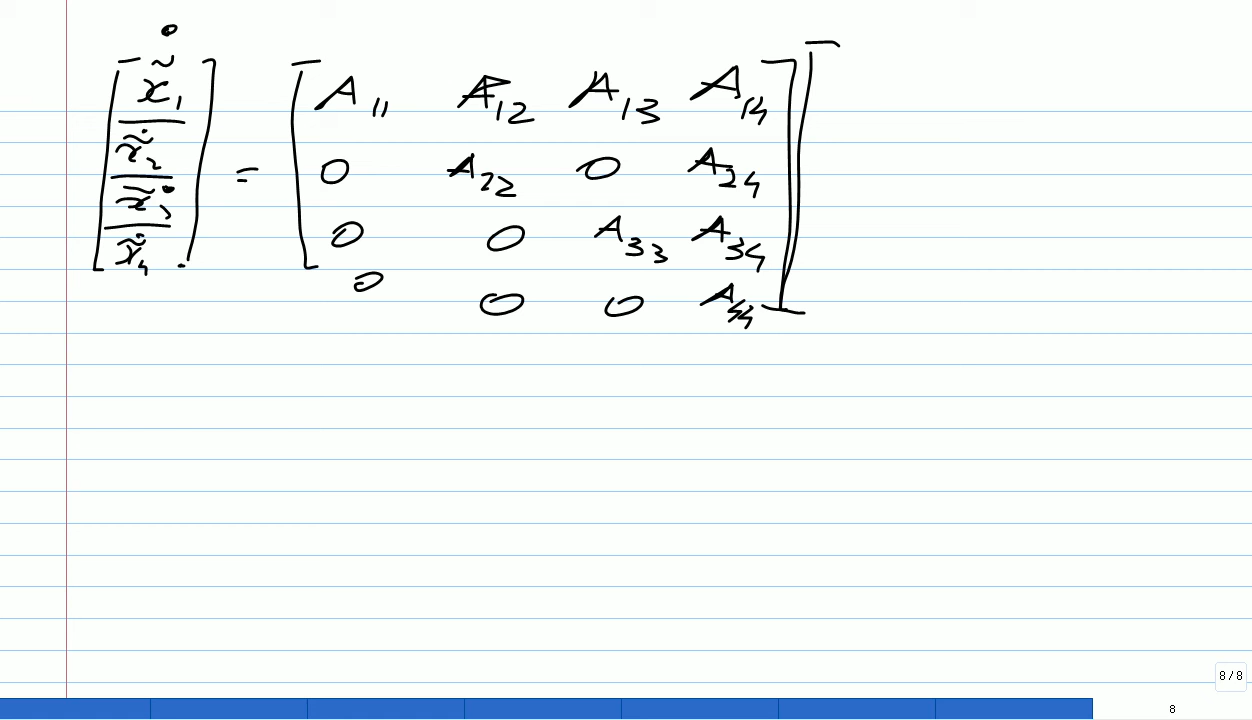 [ẋ̃₁] = [A₁₁ A₁₂ A₁₃ A₁₄] [
ẋ̃₂ 0 A₂₂ 0 A₂₄
ẋ̃₃ 0 0 A₃₃ A₃₄
ẋ̃₄ 0 0 0 A₄₄
8/8
8